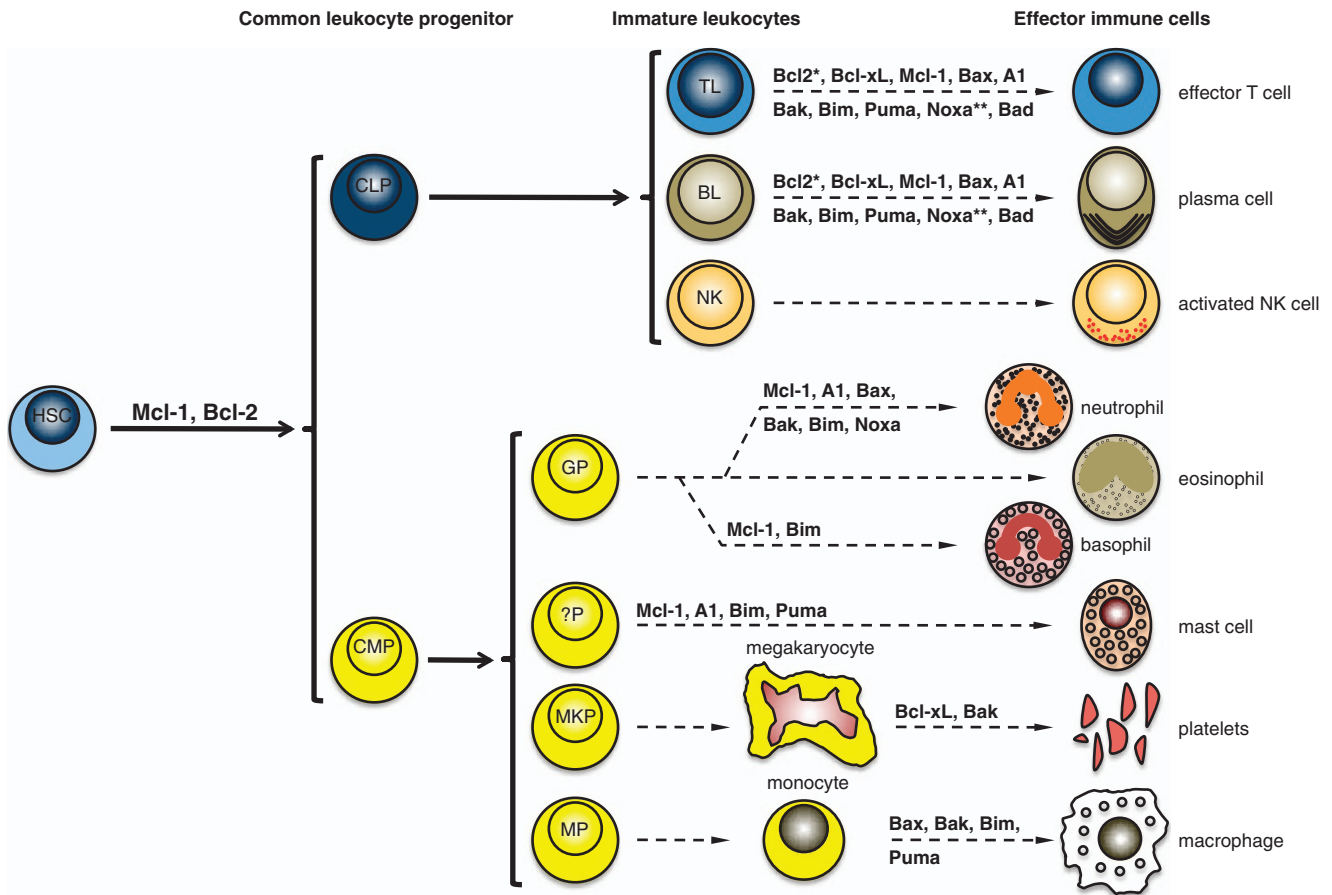 Common leukocyte progenitor
Immature leukocytes
Effector immune cells
TL
Bcl2*, Bcl-xL, Mcl-1, Bax, A1
Bak, Bim, Puma, Noxa**, Bad
effector T cell
CLP
BL
Bcl2*, Bcl-xL, Mcl-1, Bax, A1
Bak, Bim, Puma, Noxa**, Bad
plasma cell
NK
activated NK cell
HSC
Mcl-1, Bcl-2
GP
Mcl-1, A1, Bax,
Bak, Bim, Noxa
neutrophil
eosinophil
Mcl-1, Bim
basophil
CMP
?P
Mcl-1, A1, Bim, Puma
mast cell
MKP
megakaryocyte
Bcl-xL, Bak
platelets
MP
monocyte
Bax, Bak, Bim,
Puma
macrophage